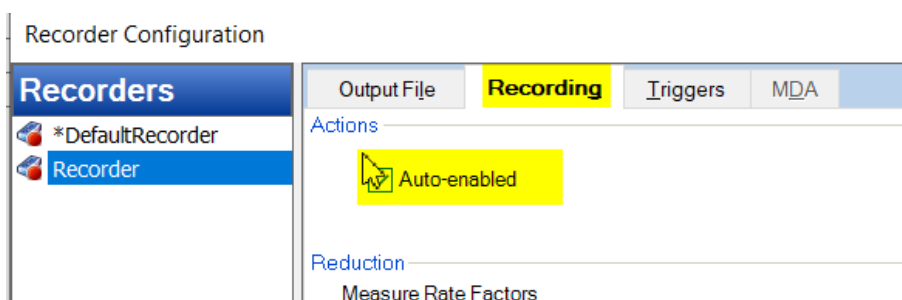 Recorder Configuration
Recorders
*DefaultRecorder
Recorder
Output File Recording Triggers MDA
Actions
Auto-enabled
Reduction
Measure Rate Factors